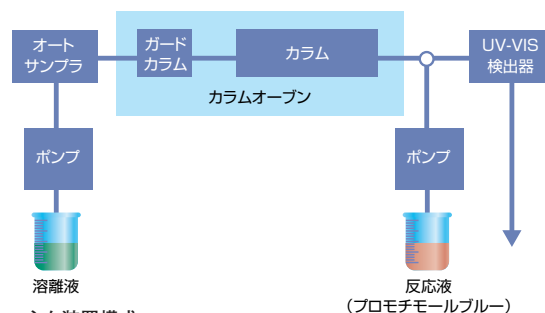 オート
サンプラ
ガード
カラム
カラム
UV-VIS
検出器
カラムオーブン
ポンプ
ポンプ
溶離液
反応液
(ブロモチモールブルー)